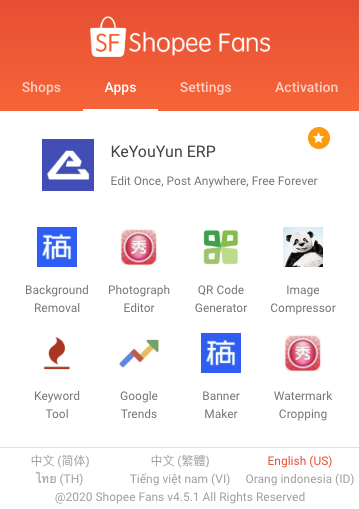 SF Shopee Fans
Shops Apps Settings Activation
KeYouYun ERP
Edit Once, Post Anywhere, Free Forever
稿 秀
Background Photograph QR Code Image
Removal Editor Generator Compressor
稿 秀
Keyword Google Banner Watermark
Tool Trends Maker Cropping
中文 (简体) 中文 (繁體) English (US)
ไทย (TH) Tiếng việt nam (VI) Orang indonesia (ID)
@2020 Shopee Fans v4.5.1 All Rights Reserved